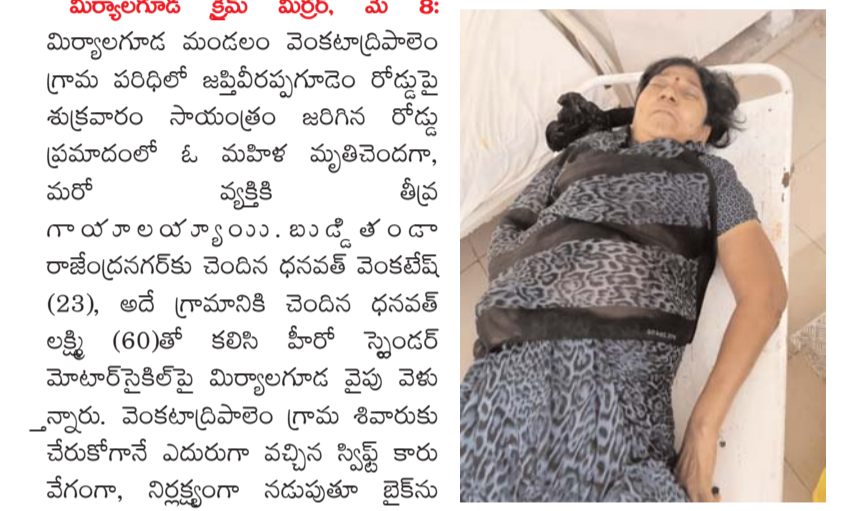 మిర్యాలగూడ క్రైమ్ మిర్రర్, మే 8:
మిర్యాలగూడ మండలం వెంకటాద్రిపాలెం
గ్రామ పరిధిలో జప్తివీరప్పగూడెం రోడ్డుపై
శుక్రవారం సాయంత్రం జరిగిన రోడ్డు
ప్రమాదంలో ఓ మహిళ మృతిచెందగా,
మరో వ్యక్తికి తీవ్ర
గాయాలయ్యాయి. బుడ్డితండా
రాజేంద్రనగర్‌కు చెందిన ధనవత్ వెంకటేష్
(23), అదే గ్రామానికి చెందిన ధనవత్
లక్ష్మి (60)తో కలిసి హీరో స్ప్లెండర్
మోటార్‌సైకిల్‌పై మిర్యాలగూడ వైపు వెళు
తున్నారు. వెంకటాద్రిపాలెం గ్రామ శివారుకు
చేరుకోగానే ఎదురుగా వచ్చిన స్విఫ్ట్ కారు
వేగంగా, నిర్లక్ష్యంగా నడుపుతూ బైక్‌ను